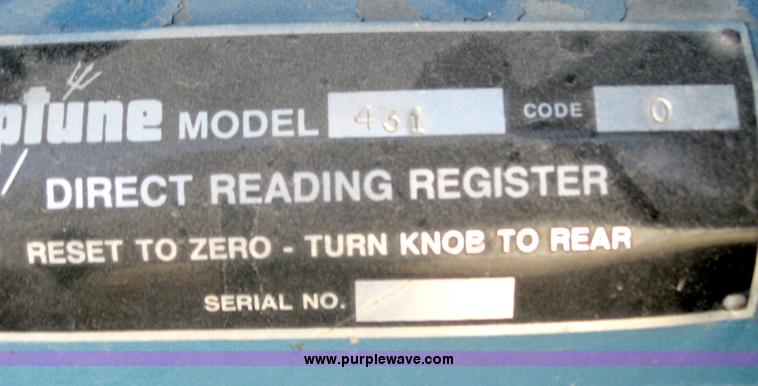 ptune MODEL 431 CODE 0
DIRECT READING REGISTER
RESET TO ZERO - TURN KNOB TO REAR
SERIAL NO.
www.purplewave.com